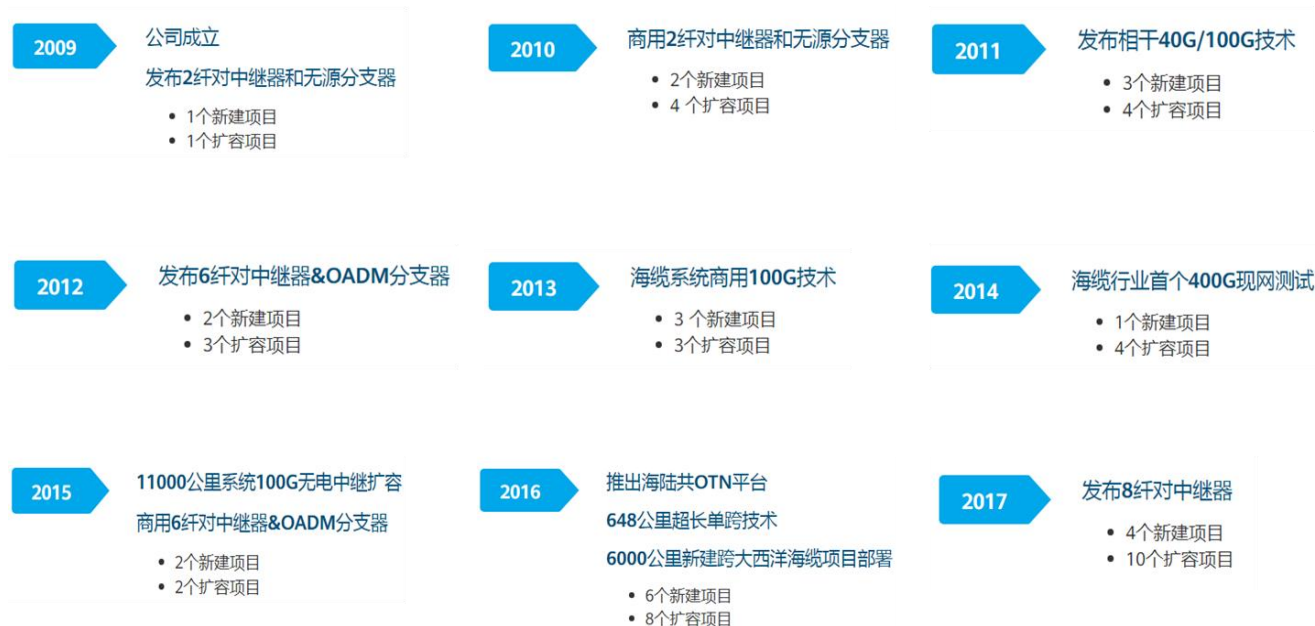 2009
公司成立
发布2纤对中继器和无源分支器
• 1个新建项目
• 1个扩容项目
2010
商用2纤对中继器和无源分支器
• 2个新建项目
• 4 个扩容项目
2011
发布相干40G/100G技术
• 3个新建项目
• 4个扩容项目
2012
发布6纤对中继器&OADM分支器
• 2个新建项目
• 3个扩容项目
2013
海缆系统商用100G技术
• 3 个新建项目
• 3个扩容项目
2014
海缆行业首个400G现网测试
• 1个新建项目
• 4个扩容项目
2015
11000公里系统100G无电中继扩容
商用6纤对中继器&OADM分支器
• 2个新建项目
• 2个扩容项目
2016
推出海陆共OTN平台
648公里超长单跨技术
6000公里新建跨大西洋海缆项目部署
• 6个新建项目
• 8个扩容项目
2017
发布8纤对中继器
• 4个新建项目
• 10个扩容项目